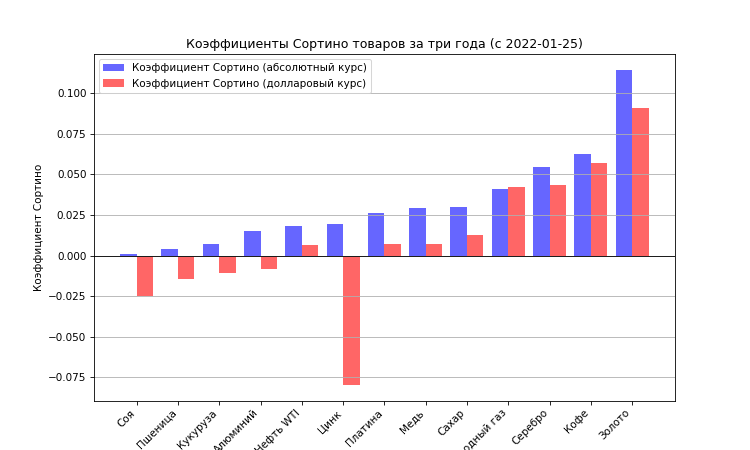 Коэффициенты Сортино товаров за три года (с 2022-01-25)
Коэффициент Сортино (абсолютный курс)
Коэффициент Сортино (долларовый курс)
Коэффициент Сортино
0.100
0.075
0.050
0.025
0.000
−0.025
−0.050
−0.075
Соя
Пшеница
Кукуруза
Алюминий
Нефть WTI
Цинк
Платина
Медь
Сахар
одный газ
Серебро
Кофе
Золото